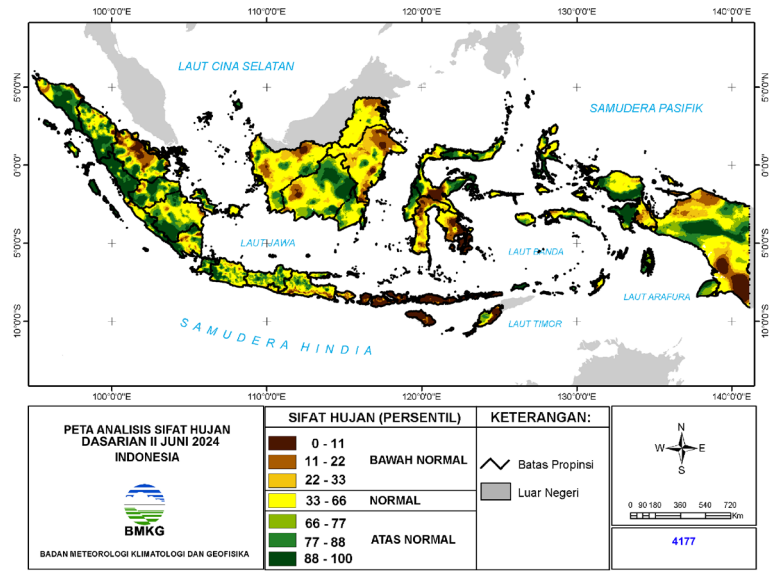 100°0'0"E 110°0'0"E 120°0'0"E 130°0'0"E 140°0'0"E
LAUT CINA SELATAN
SAMUDERA PASIFIK
5°0'0"N 5°0'0"N
0°0'0" 0°0'0"
LAUT JAWA
LAUT BANDA
5°0'0"S 5°0'0"S
LAUT ARAFURA
SAMUDERA HINDIA
LAUT TIMOR
10°0'0"S 10°0'0"S
100°0'0"E 110°0'0"E 120°0'0"E 130°0'0"E 140°0'0"E
PETA ANALISIS SIFAT HUJAN
DASARIAN II JUNI 2024
INDONESIA
BMKG
BADAN METEOROLOGI KLIMATOLOGI DAN GEOFISIKA
SIFAT HUJAN (PERSENTIL)
0 - 11
11 - 22
22 - 33
BAWAH NORMAL
33 - 66
NORMAL
66 - 77
77 - 88
88 - 100
ATAS NORMAL
KETERANGAN:
Batas Propinsi
Luar Negeri
N
W E
S
0 90 180 360 540 720
Km
4177